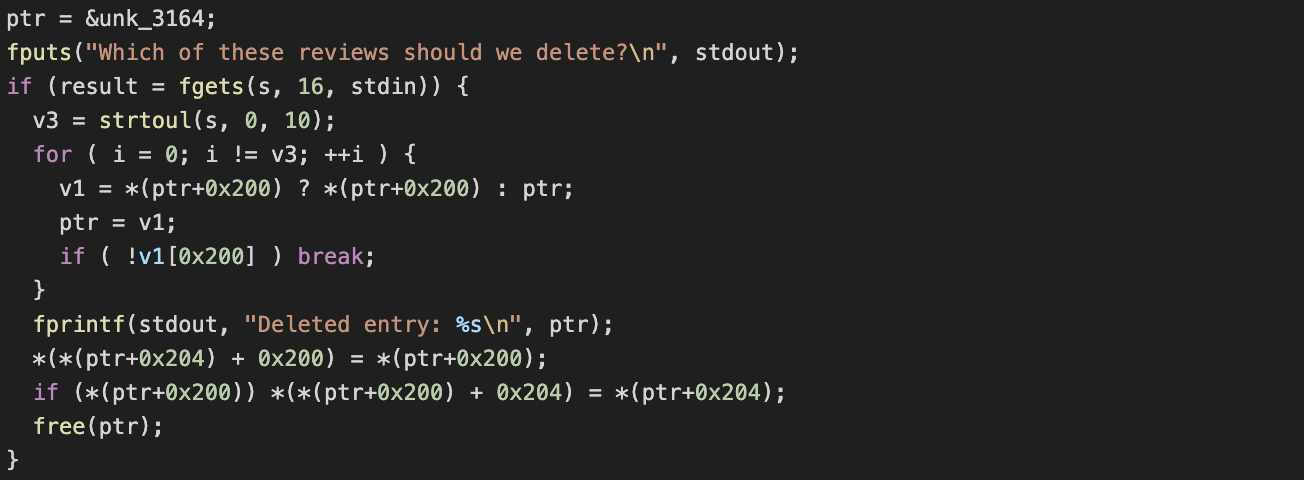 ptr = &unk_3164;
fputs("Which of these reviews should we delete?\n", stdout);
if (result = fgets(s, 16, stdin)) {
  v3 = strtoul(s, 0, 10);
  for ( i = 0; i != v3; ++i ) {
    v1 = *(ptr+0x200) ? *(ptr+0x200) : ptr;
    ptr = v1;
    if ( !v1[0x200] ) break;
  }
  fprintf(stdout, "Deleted entry: %s\n", ptr);
  *(*(ptr+0x204) + 0x200) = *(ptr+0x200);
  if (*(ptr+0x200)) *(*(ptr+0x200) + 0x204) = *(ptr+0x204);
  free(ptr);
}